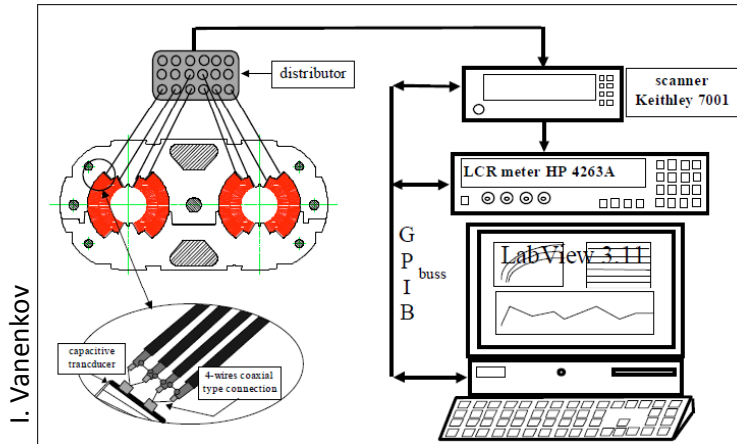 distributor
scanner
Keithley 7001
LCR meter HP 4263A
LabView 3.11
G
P
I
B
buss
capacitive
trancducer
4-wires coaxial
type connection
I. Vanenkov